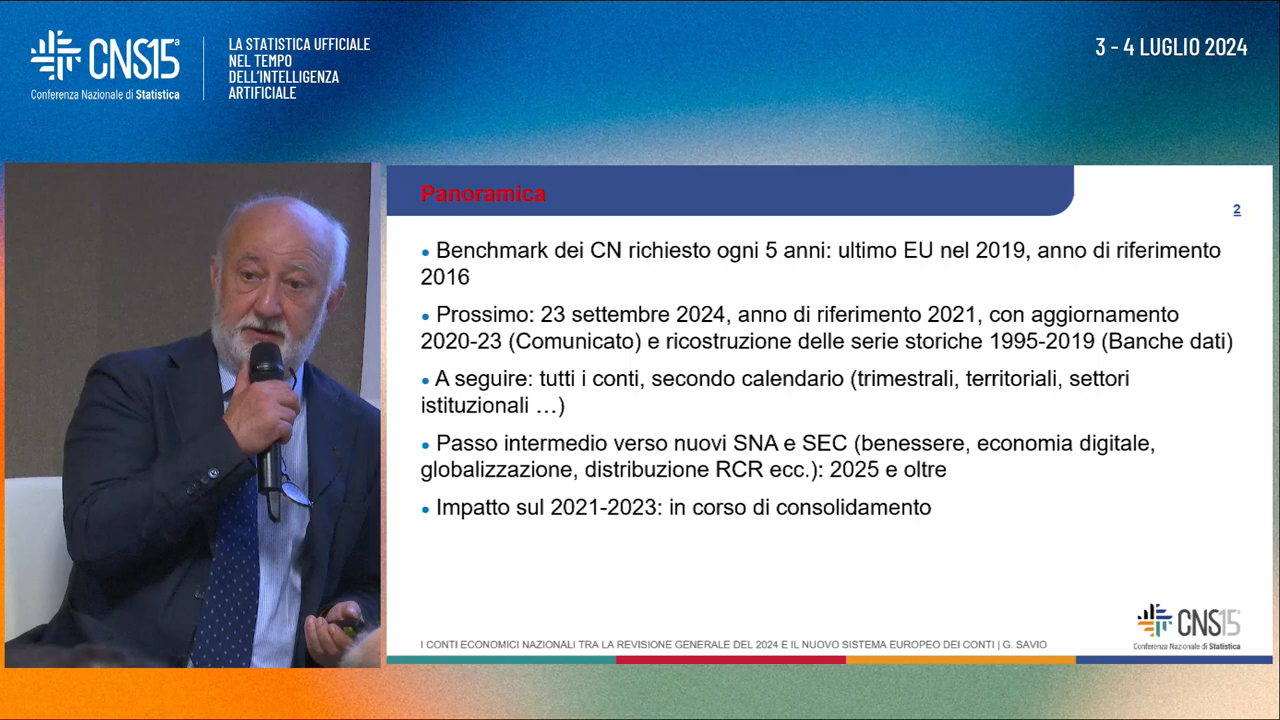 CNS15ª
Conferenza Nazionale di Statistica
LA STATISTICA UFFICIALE
NEL TEMPO
DELL'INTELLIGENZA
ARTIFICIALE
3 - 4 LUGLIO 2024
Panoramica
2
• Benchmark dei CN richiesto ogni 5 anni: ultimo EU nel 2019, anno di riferimento
2016
• Prossimo: 23 settembre 2024, anno di riferimento 2021, con aggiornamento
2020-23 (Comunicato) e ricostruzione delle serie storiche 1995-2019 (Banche dati)
• A seguire: tutti i conti, secondo calendario (trimestrali, territoriali, settori
istituzionali …)
• Passo intermedio verso nuovi SNA e SEC (benessere, economia digitale,
globalizzazione, distribuzione RCR ecc.): 2025 e oltre
• Impatto sul 2021-2023: in corso di consolidamento
I CONTI ECONOMICI NAZIONALI TRA LA REVISIONE GENERALE DEL 2024 E IL NUOVO SISTEMA EUROPEO DEI CONTI | G. SAVIO
CNS15
Conferenza Nazionale di Statistica